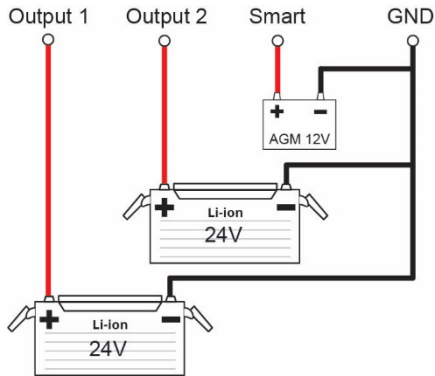 Output 1 Output 2 Smart GND
+ −
AGM 12V
+ −
Li-ion
24V
+ −
Li-ion
24V